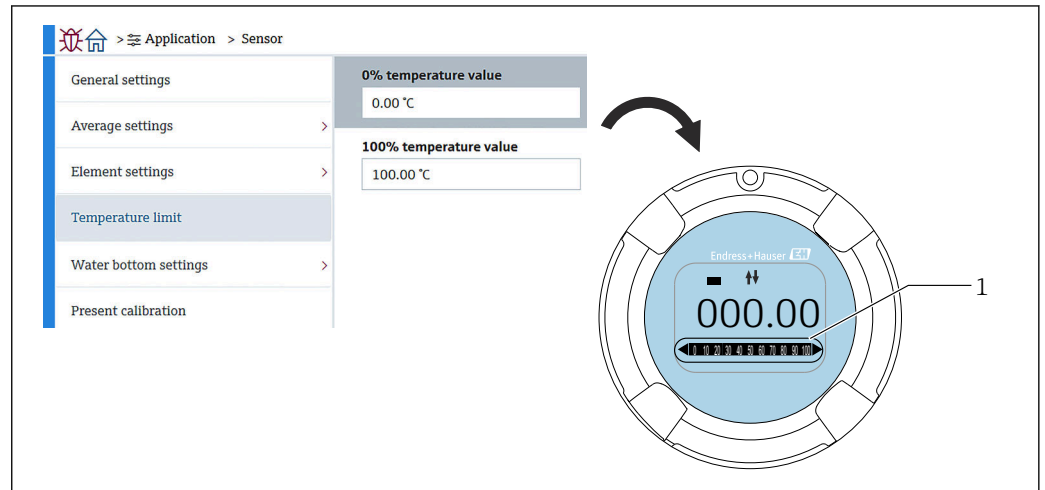 > Application > Sensor
General settings
Average settings >
Element settings >
Temperature limit
Water bottom settings >
Present calibration
0% temperature value
0.00 °C
100% temperature value
100.00 °C
Endress+Hauser EH
000.00
0 10 20 30 40 50 60 70 80 90 100
1